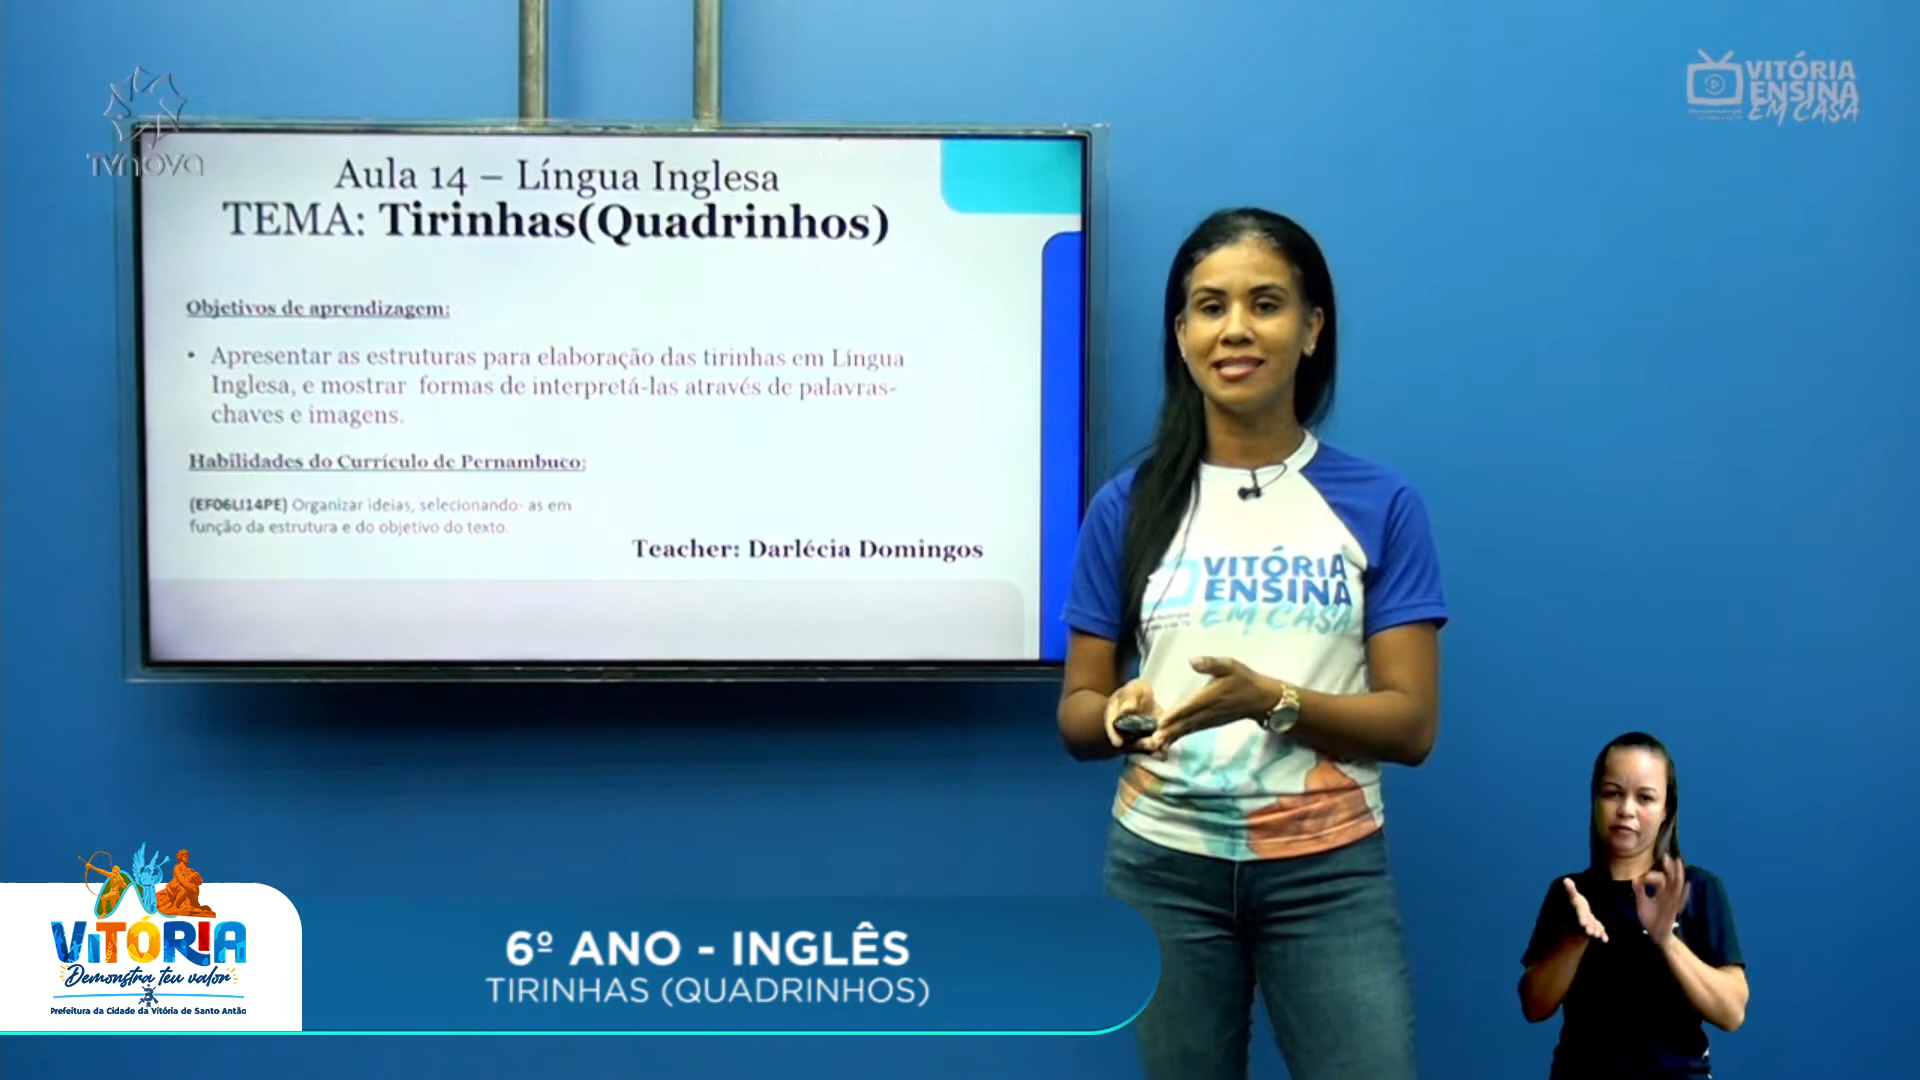 TVNOVA
VITÓRIA
ENSINA
EM CASA
Aula 14 – Língua Inglesa
TEMA: Tirinhas(Quadrinhos)
Objetivos de aprendizagem:
• Apresentar as estruturas para elaboração das tirinhas em Língua
Inglesa, e mostrar formas de interpretá-las através de palavras-
chaves e imagens.
Habilidades do Currículo de Pernambuco:
(EF06LI14PE) Organizar ideias, selecionando- as em
função da estrutura e do objetivo do texto.
Teacher: Darlécia Domingos
VITÓRIA
ENSINA
EM CASA
VITÓRIA
Demonstra teu valor
Prefeitura da Cidade da Vitória de Santo Antão
6º ANO - INGLÊS
TIRINHAS (QUADRINHOS)